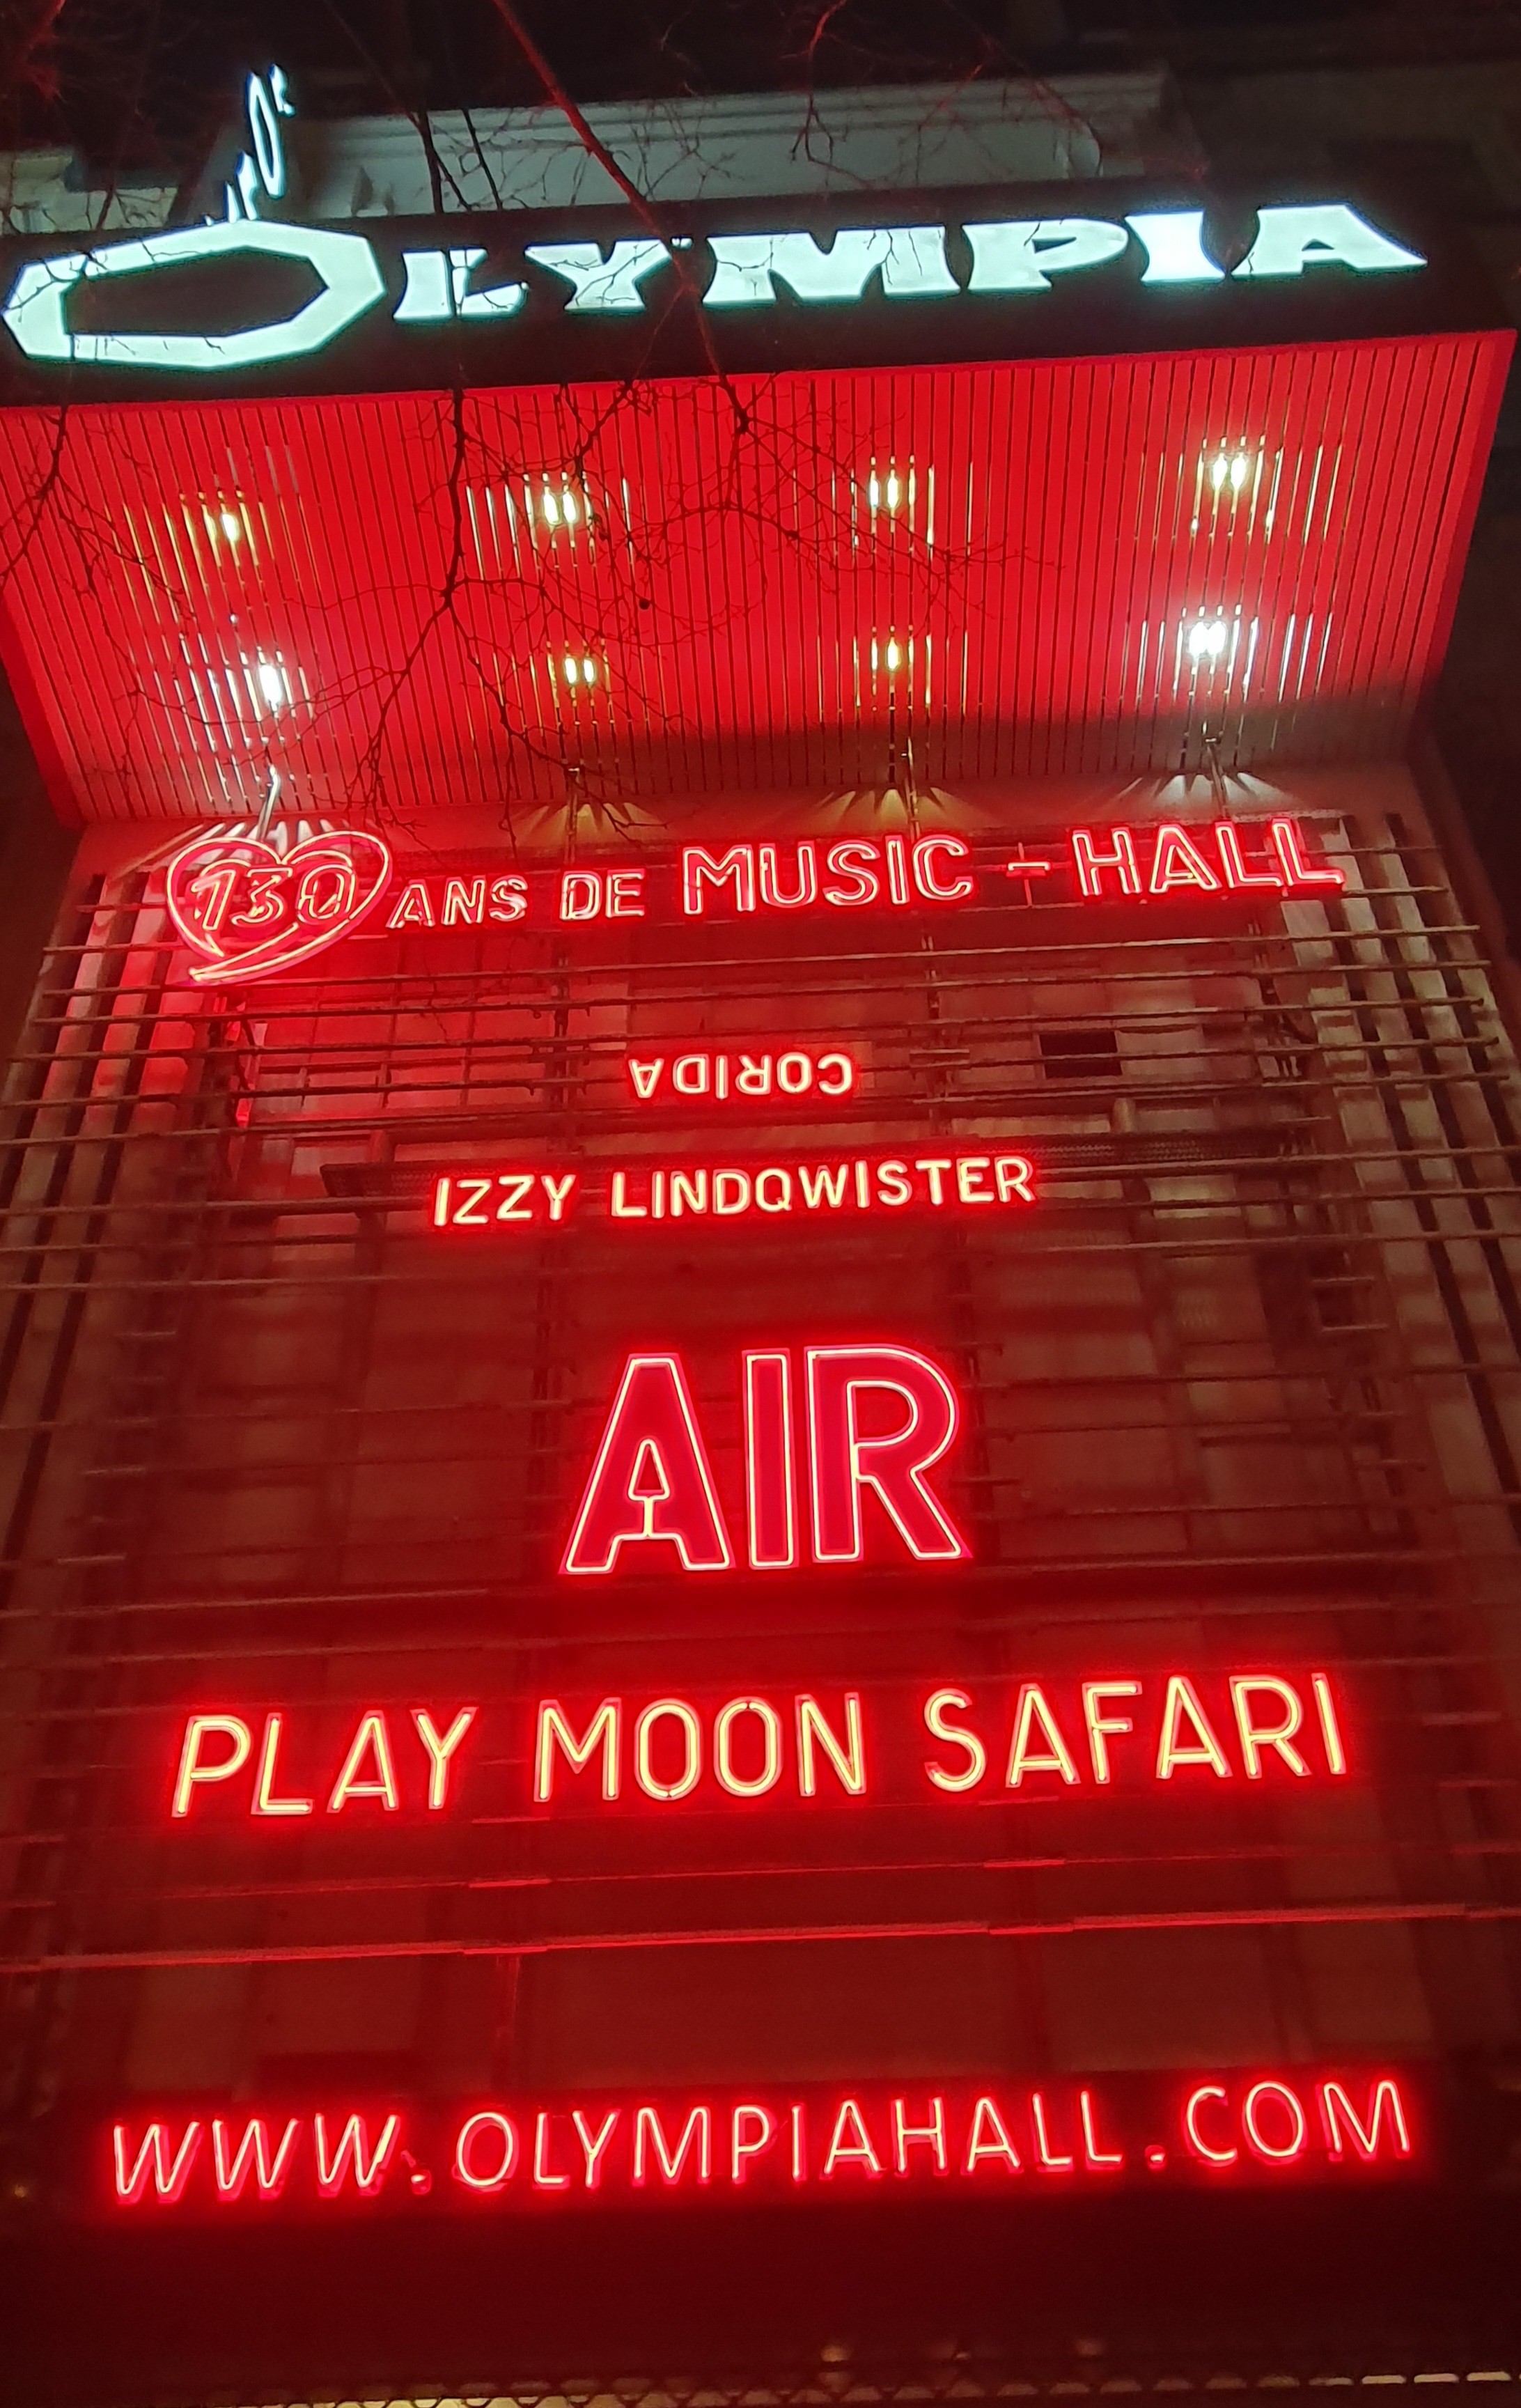 OLYMPIA
130 ANS DE MUSIC-HALL
CORIDA
IZZY LINDQWISTER
AIR
PLAY MOON SAFARI
WWW.OLYMPIAHALL.COM